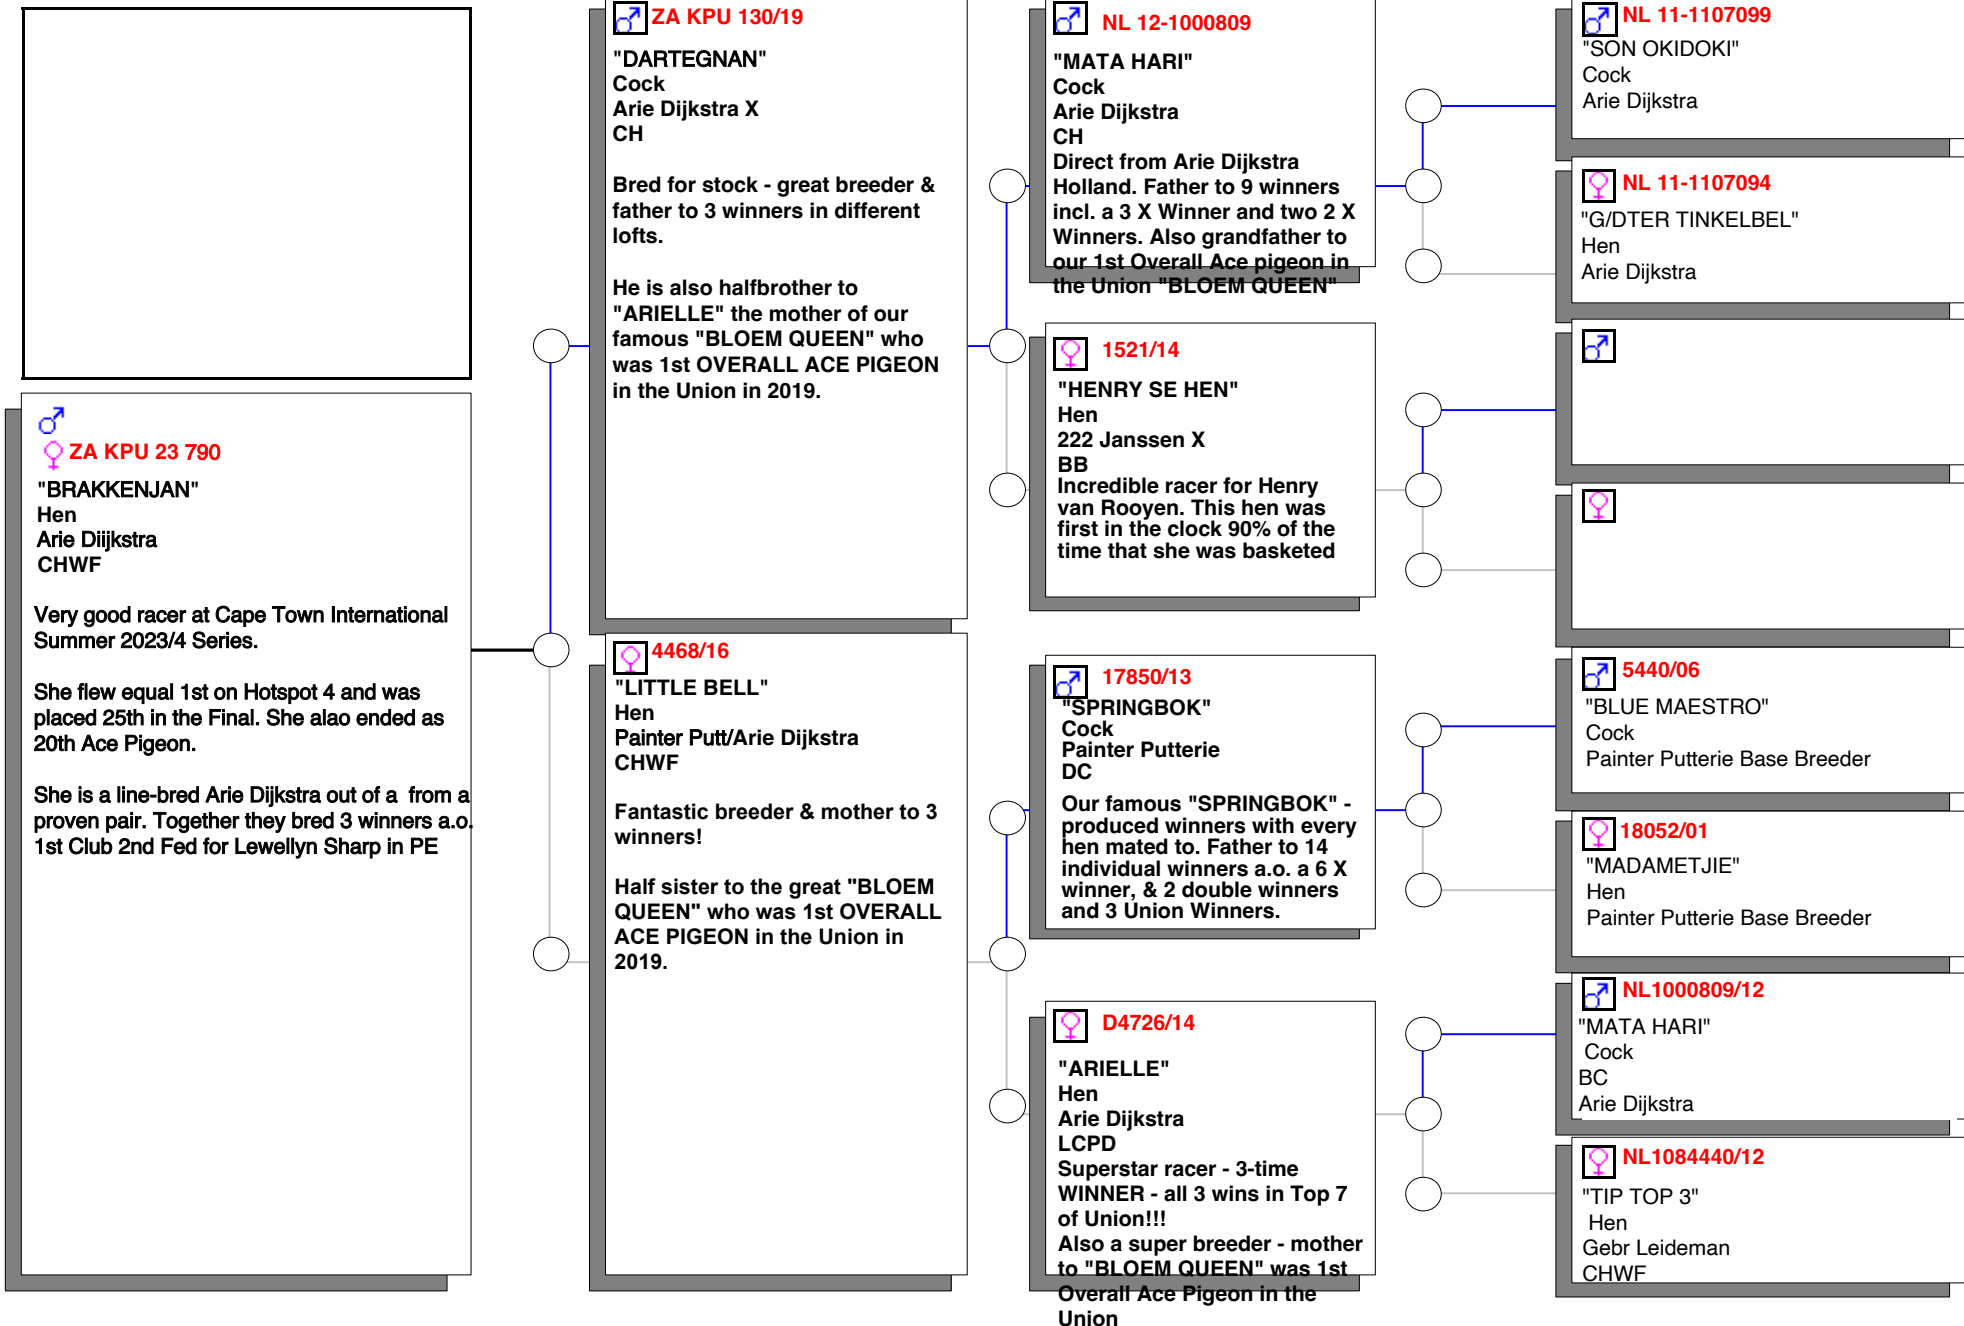 ZA KPU 23 790
"BRAKKENJAN"
Hen
Arie Diijkstra
CHWF
Very good racer at Cape Town International
Summer 2023/4 Series.
She flew equal 1st on Hotspot 4 and was
placed 25th in the Final. She alao ended as
20th Ace Pigeon.
She is a line-bred Arie Dijkstra out of a  from a
proven pair. Together they bred 3 winners a.o.
1st Club 2nd Fed for Lewellyn Sharp in PE
ZA KPU 130/19
"DARTEGNAN"
Cock
Arie Dijkstra X
CH
Bred for stock - great breeder &
father to 3 winners in different
lofts.
He is also halfbrother to
"ARIELLE" the mother of our
famous "BLOEM QUEEN" who
was 1st OVERALL ACE PIGEON
in the Union in 2019.
4468/16
"LITTLE BELL"
Hen
Painter Putt/Arie Dijkstra
CHWF
Fantastic breeder & mother to 3
winners!
Half sister to the great "BLOEM
QUEEN" who was 1st OVERALL
ACE PIGEON in the Union in
2019.
NL 12-1000809
"MATA HARI"
Cock
Arie Dijkstra
CH
Direct from Arie Dijkstra
Holland. Father to 9 winners
incl. a 3 X Winner and two 2 X
Winners. Also grandfather to
our 1st Overall Ace pigeon in
the Union "BLOEM QUEEN"
1521/14
"HENRY SE HEN"
Hen
222 Janssen X
BB
Incredible racer for Henry
van Rooyen. This hen was
first in the clock 90% of the
time that she was basketed
17850/13
"SPRINGBOK"
Cock
Painter Putterie
DC
Our famous "SPRINGBOK" -
produced winners with every
hen mated to. Father to 14
individual winners a.o. a 6 X
winner, & 2 double winners
and 3 Union Winners.
D4726/14
"ARIELLE"
Hen
Arie Dijkstra
LCPD
Superstar racer - 3-time
WINNER - all 3 wins in Top 7
of Union!!!
Also a super breeder - mother
to "BLOEM QUEEN" was 1st
Overall Ace Pigeon in the
Union
NL 11-1107099
"SON OKIDOKI"
Cock
Arie Dijkstra
NL 11-1107094
"G/DTER TINKELBEL"
Hen
Arie Dijkstra
5440/06
"BLUE MAESTRO"
Cock
Painter Putterie Base Breeder
18052/01
"MADAMETJIE"
Hen
Painter Putterie Base Breeder
NL1000809/12
"MATA HARI"
Cock
BC
Arie Dijkstra
NL1084440/12
"TIP TOP 3"
Hen
Gebr Leideman
CHWF